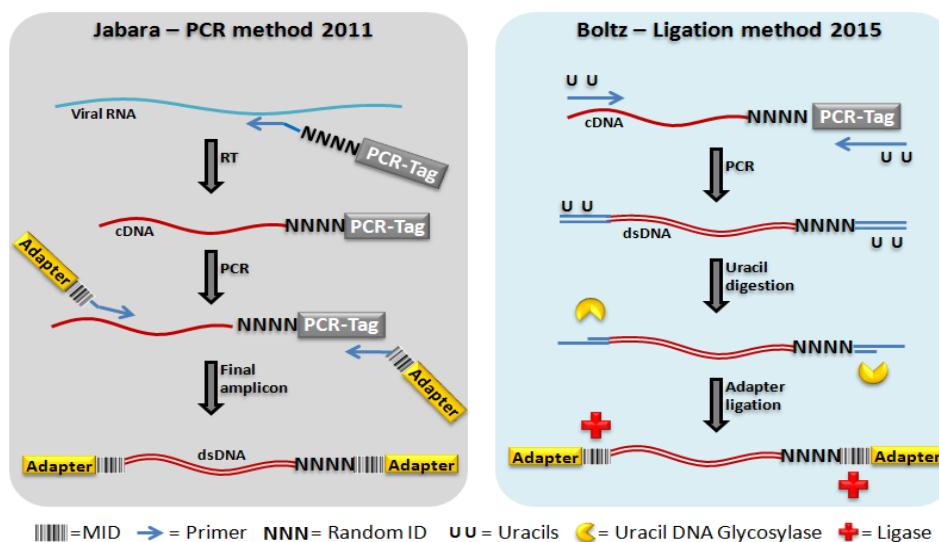 Jabara – PCR method 2011
Viral RNA
NNNN PCR-Tag
RT
cDNA
NNNN PCR-Tag
Adapter
PCR
NNNN PCR-Tag
Adapter
Final
amplicon
dsDNA
Adapter NNNN Adapter
Boltz – Ligation method 2015
U U
cDNA
NNNN PCR-Tag
U U
PCR
U U
dsDNA
NNNN
U U
Uracil
digestion
NNNN
Adapter
ligation
Adapter NNNN Adapter
=MID = Primer NNN= Random ID U U = Uracils = Uracil DNA Glycosylase = Ligase